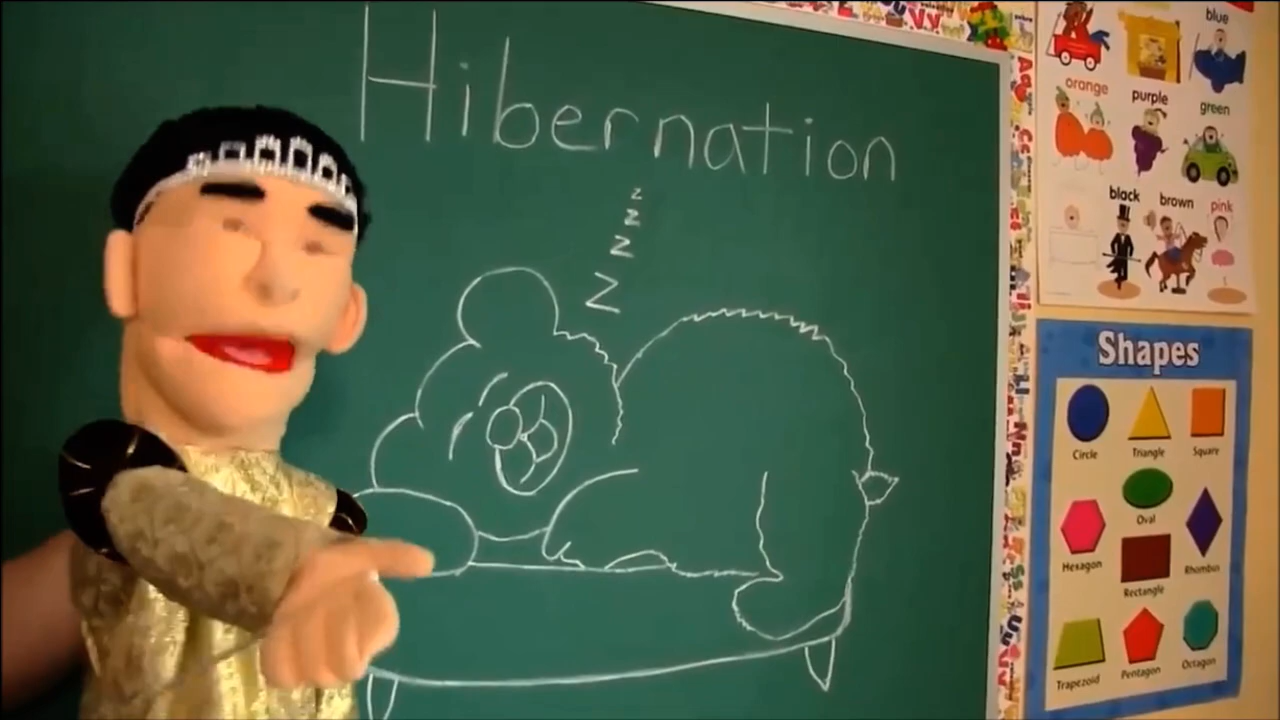 Hibernation
z
z
z
z
blue
orange
purple
green
black
brown
pink
Shapes
Circle
Triangle
Square
Oval
Hexagon
Rectangle
Rhombus
Trapezoid
Pentagon
Octagon